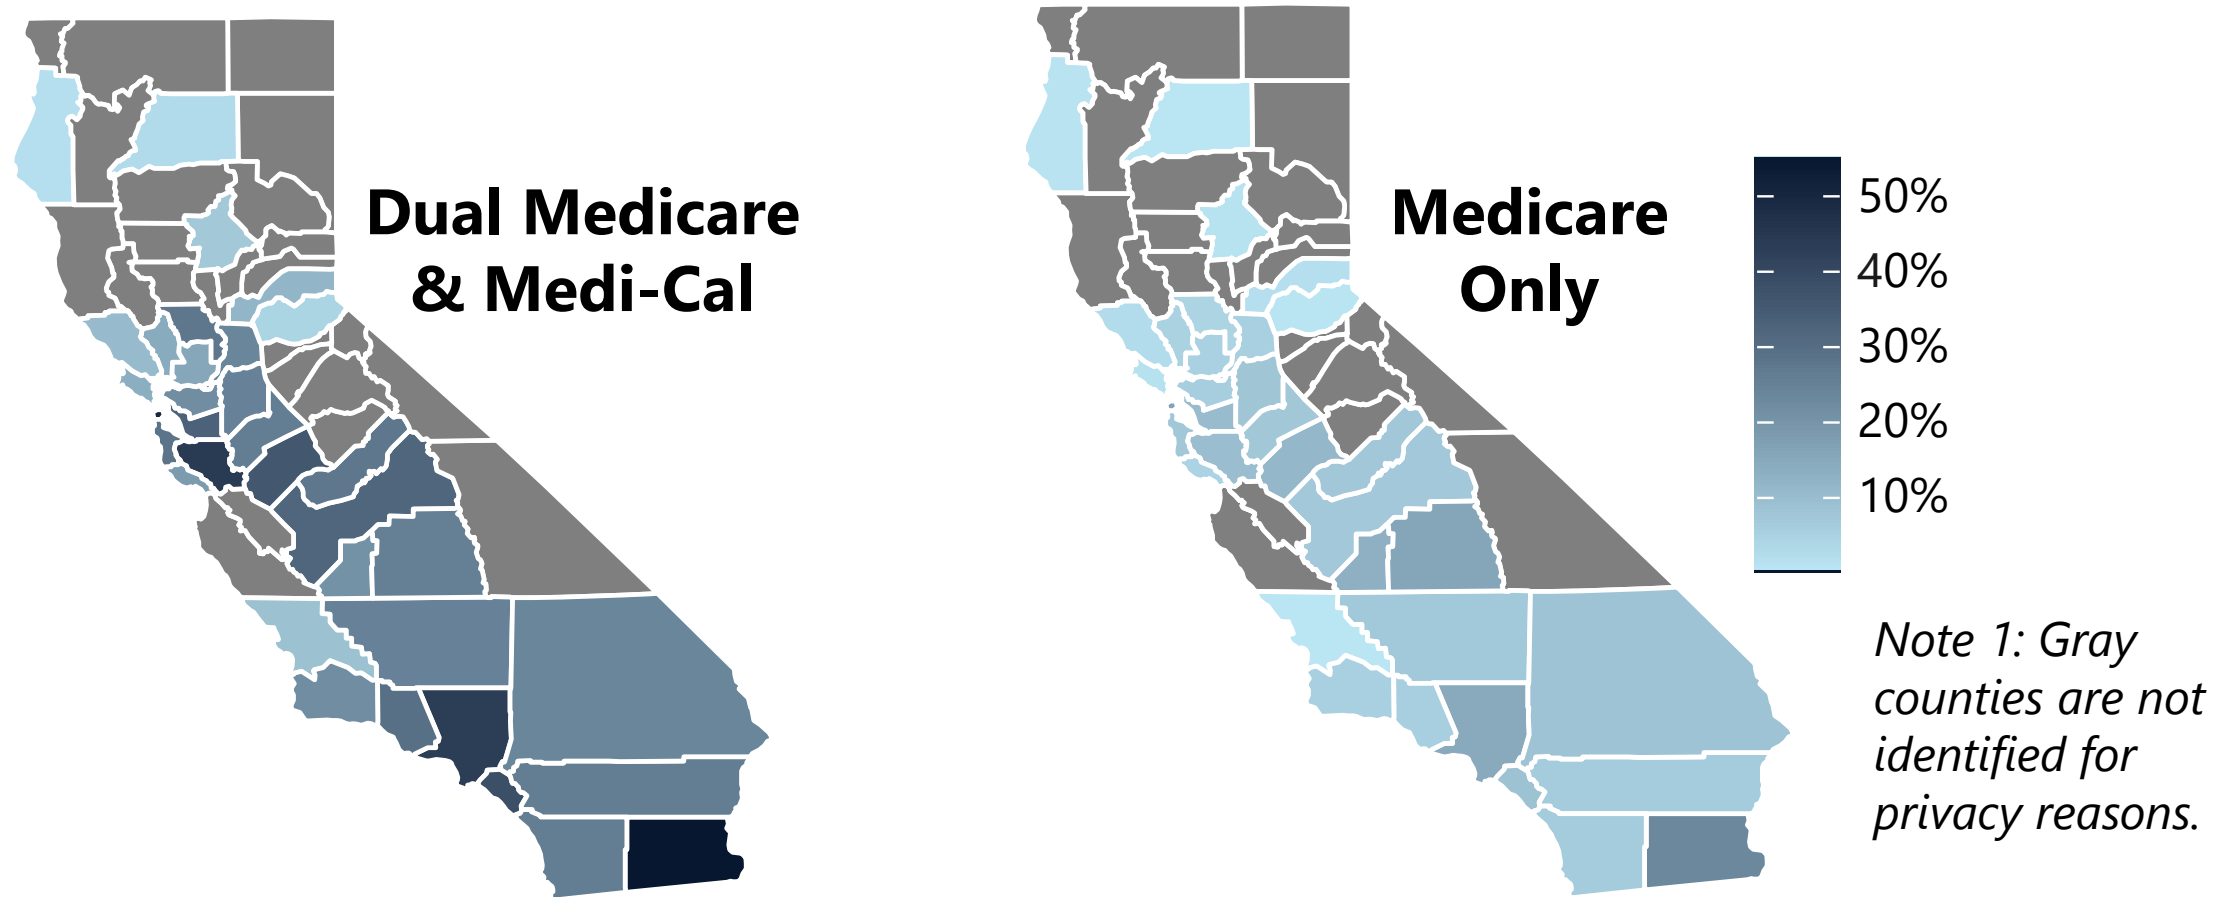 Dual Medicare
& Medi-Cal
Medicare
Only
50%
40%
30%
20%
10%
Note 1: Gray
counties are not
identified for
privacy reasons.